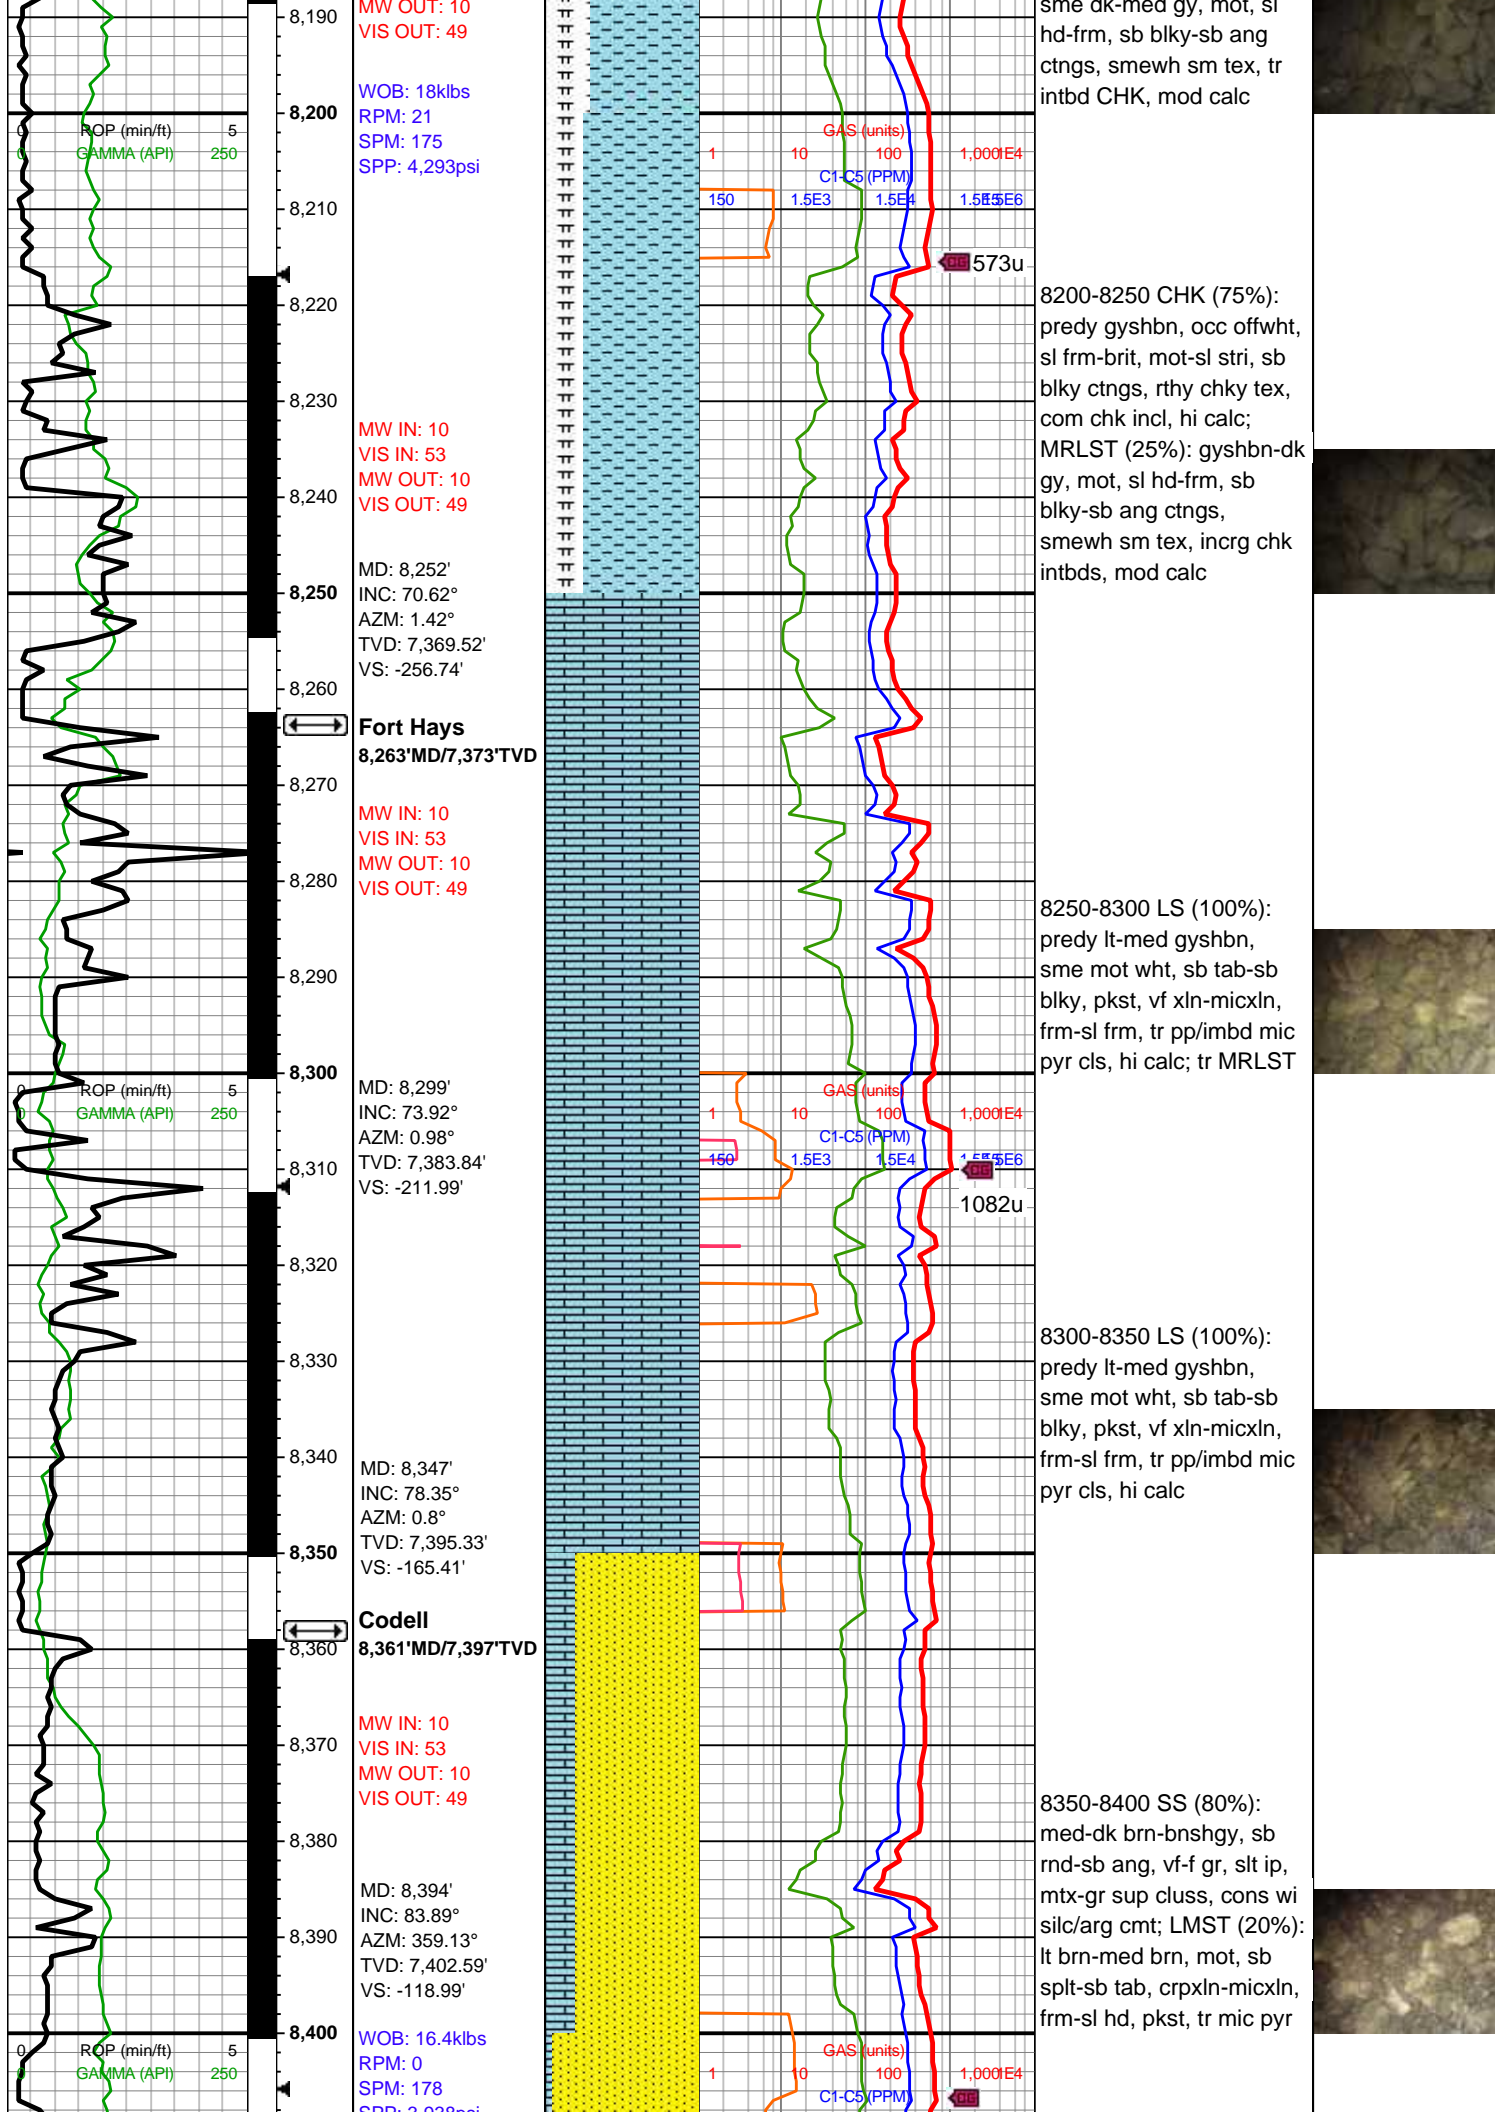 MW OUT: 10
VIS OUT: 49
sme dk-med gy, mot, sl
hd-frm, sb blky-sb ang
ctngs, smewh sm tex, tr
intbd CHK, mod calc
8,190
WOB: 18klbs
RPM: 21
SPM: 175
SPP: 4,293psi
8,200
0 ROP (min/ft) 5
0 GAMMA (API) 250
GAS (units)
1 10 100 1,000 1E4
C1-C5 (PPM)
150 1.5E3 1.5E4 1.5E5 1.5E6
8,210
CG 573u
8,220
8200-8250 CHK (75%):
predy gyshbn, occ offwht,
sl frm-brit, mot-sl stri, sb
blky ctngs, rthy chky tex,
com chk incl, hi calc;
MRLST (25%): gyshbn-dk
gy, mot, sl hd-frm, sb
blky-sb ang ctngs,
smewh sm tex, incrg chk
intbds, mod calc
8,230
MW IN: 10
VIS IN: 53
MW OUT: 10
VIS OUT: 49
8,240
MD: 8,252'
INC: 70.62°
AZM: 1.42°
TVD: 7,369.52'
VS: -256.74'
8,250
8,260
Fort Hays
8,263'MD/7,373'TVD
8,270
MW IN: 10
VIS IN: 53
MW OUT: 10
VIS OUT: 49
8,280
8250-8300 LS (100%):
predy lt-med gyshbn,
sme mot wht, sb tab-sb
blky, pkst, vf xln-micxln,
frm-sl frm, tr pp/imbd mic
pyr cls, hi calc; tr MRLST
8,290
8,300
MD: 8,299'
INC: 73.92°
AZM: 0.98°
TVD: 7,383.84'
VS: -211.99'
0 ROP (min/ft) 5
0 GAMMA (API) 250
GAS (units)
1 10 100 1,000 1E4
C1-C5 (PPM)
150 1.5E3 1.5E4 1.5E5 1.5E6
8,310
CG
1082u
8,320
8,330
8300-8350 LS (100%):
predy lt-med gyshbn,
sme mot wht, sb tab-sb
blky, pkst, vf xln-micxln,
frm-sl frm, tr pp/imbd mic
pyr cls, hi calc
8,340
MD: 8,347'
INC: 78.35°
AZM: 0.8°
TVD: 7,395.33'
VS: -165.41'
8,350
Codell
8,361'MD/7,397'TVD
8,360
MW IN: 10
VIS IN: 53
MW OUT: 10
VIS OUT: 49
8,370
8,380
8350-8400 SS (80%):
med-dk brn-bnshgy, sb
rnd-sb ang, vf-f gr, slt ip,
mtx-gr sup cluss, cons wi
silc/arg cmt; LMST (20%):
lt brn-med brn, mot, sb
splt-sb tab, crpxln-micxln,
frm-sl hd, pkst, tr mic pyr
MD: 8,394'
INC: 83.89°
AZM: 359.13°
TVD: 7,402.59'
VS: -118.99'
8,390
8,400
WOB: 16.4klbs
RPM: 0
SPM: 178
SPP: 3,938psi
0 ROP (min/ft) 5
0 GAMMA (API) 250
GAS (units)
1 10 100 1,000 1E4
C1-C5 (PPM)
CG